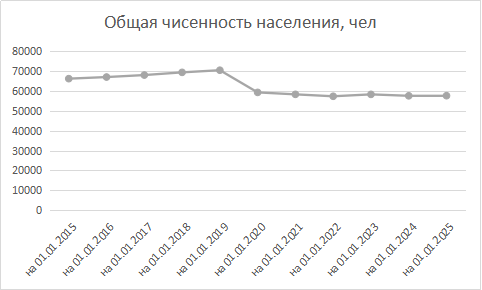 Общая чисенность населения, чел
80000
70000
60000
50000
40000
30000
20000
10000
0
на 01.01.2015
на 01.01.2016
на 01.01.2017
на 01.01.2018
на 01.01.2019
на 01.01.2020
на 01.01.2021
на 01.01.2022
на 01.01.2023
на 01.01.2024
на 01.01.2025